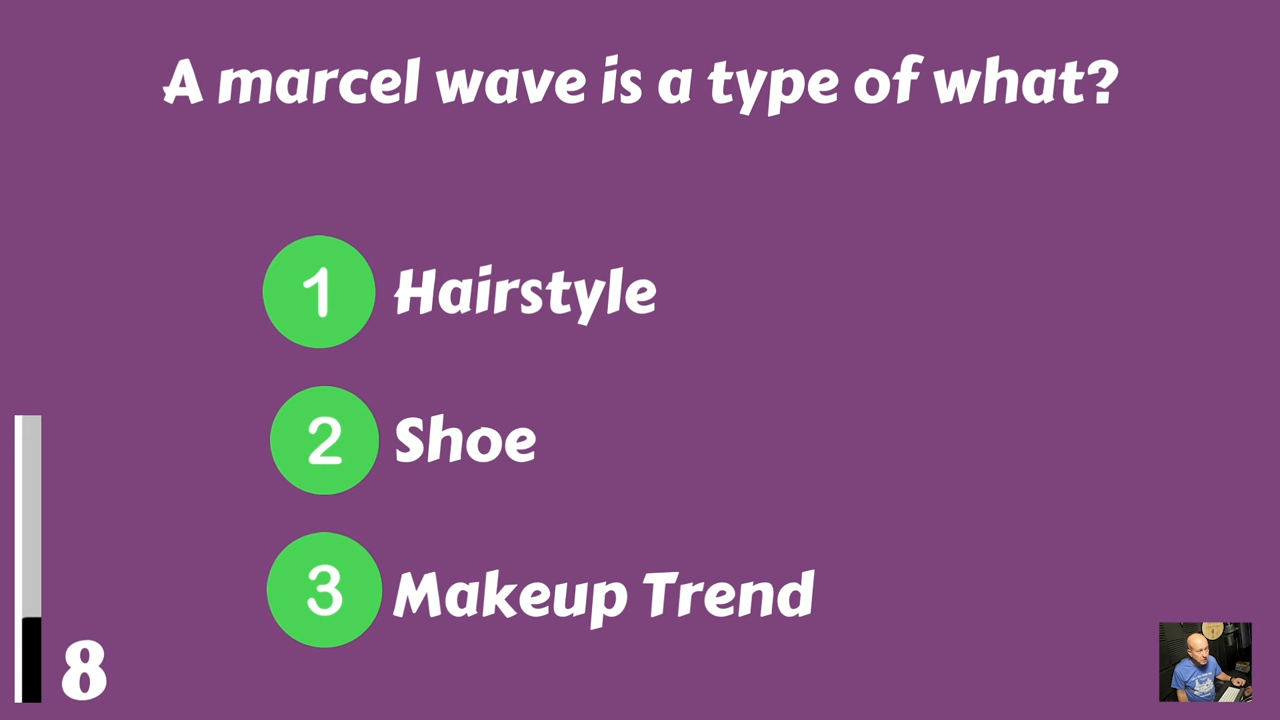 A marcel wave is a type of what?
1 Hairstyle
2 Shoe
3 Makeup Trend
8